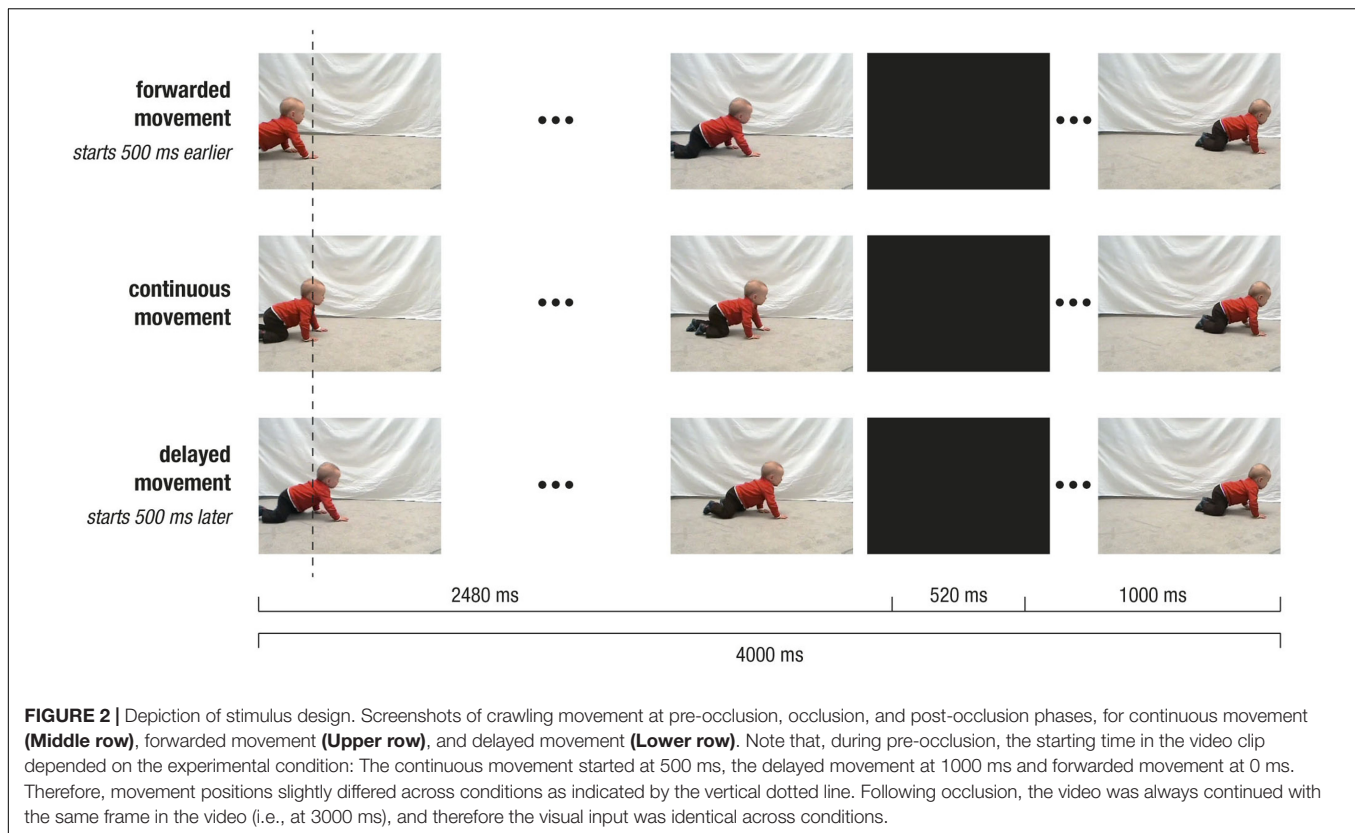 forwarded
movement
starts 500 ms earlier
continuous
movement
delayed
movement
starts 500 ms later
2480 ms
520 ms
1000 ms
4000 ms
FIGURE 2 | Depiction of stimulus design. Screenshots of crawling movement at pre-occlusion, occlusion, and post-occlusion phases, for continuous movement
(Middle row), forwarded movement (Upper row), and delayed movement (Lower row). Note that, during pre-occlusion, the starting time in the video clip
depended on the experimental condition: The continuous movement started at 500 ms, the delayed movement at 1000 ms and forwarded movement at 0 ms.
Therefore, movement positions slightly differed across conditions as indicated by the vertical dotted line. Following occlusion, the video was always continued with
the same frame in the video (i.e., at 3000 ms), and therefore the visual input was identical across conditions.